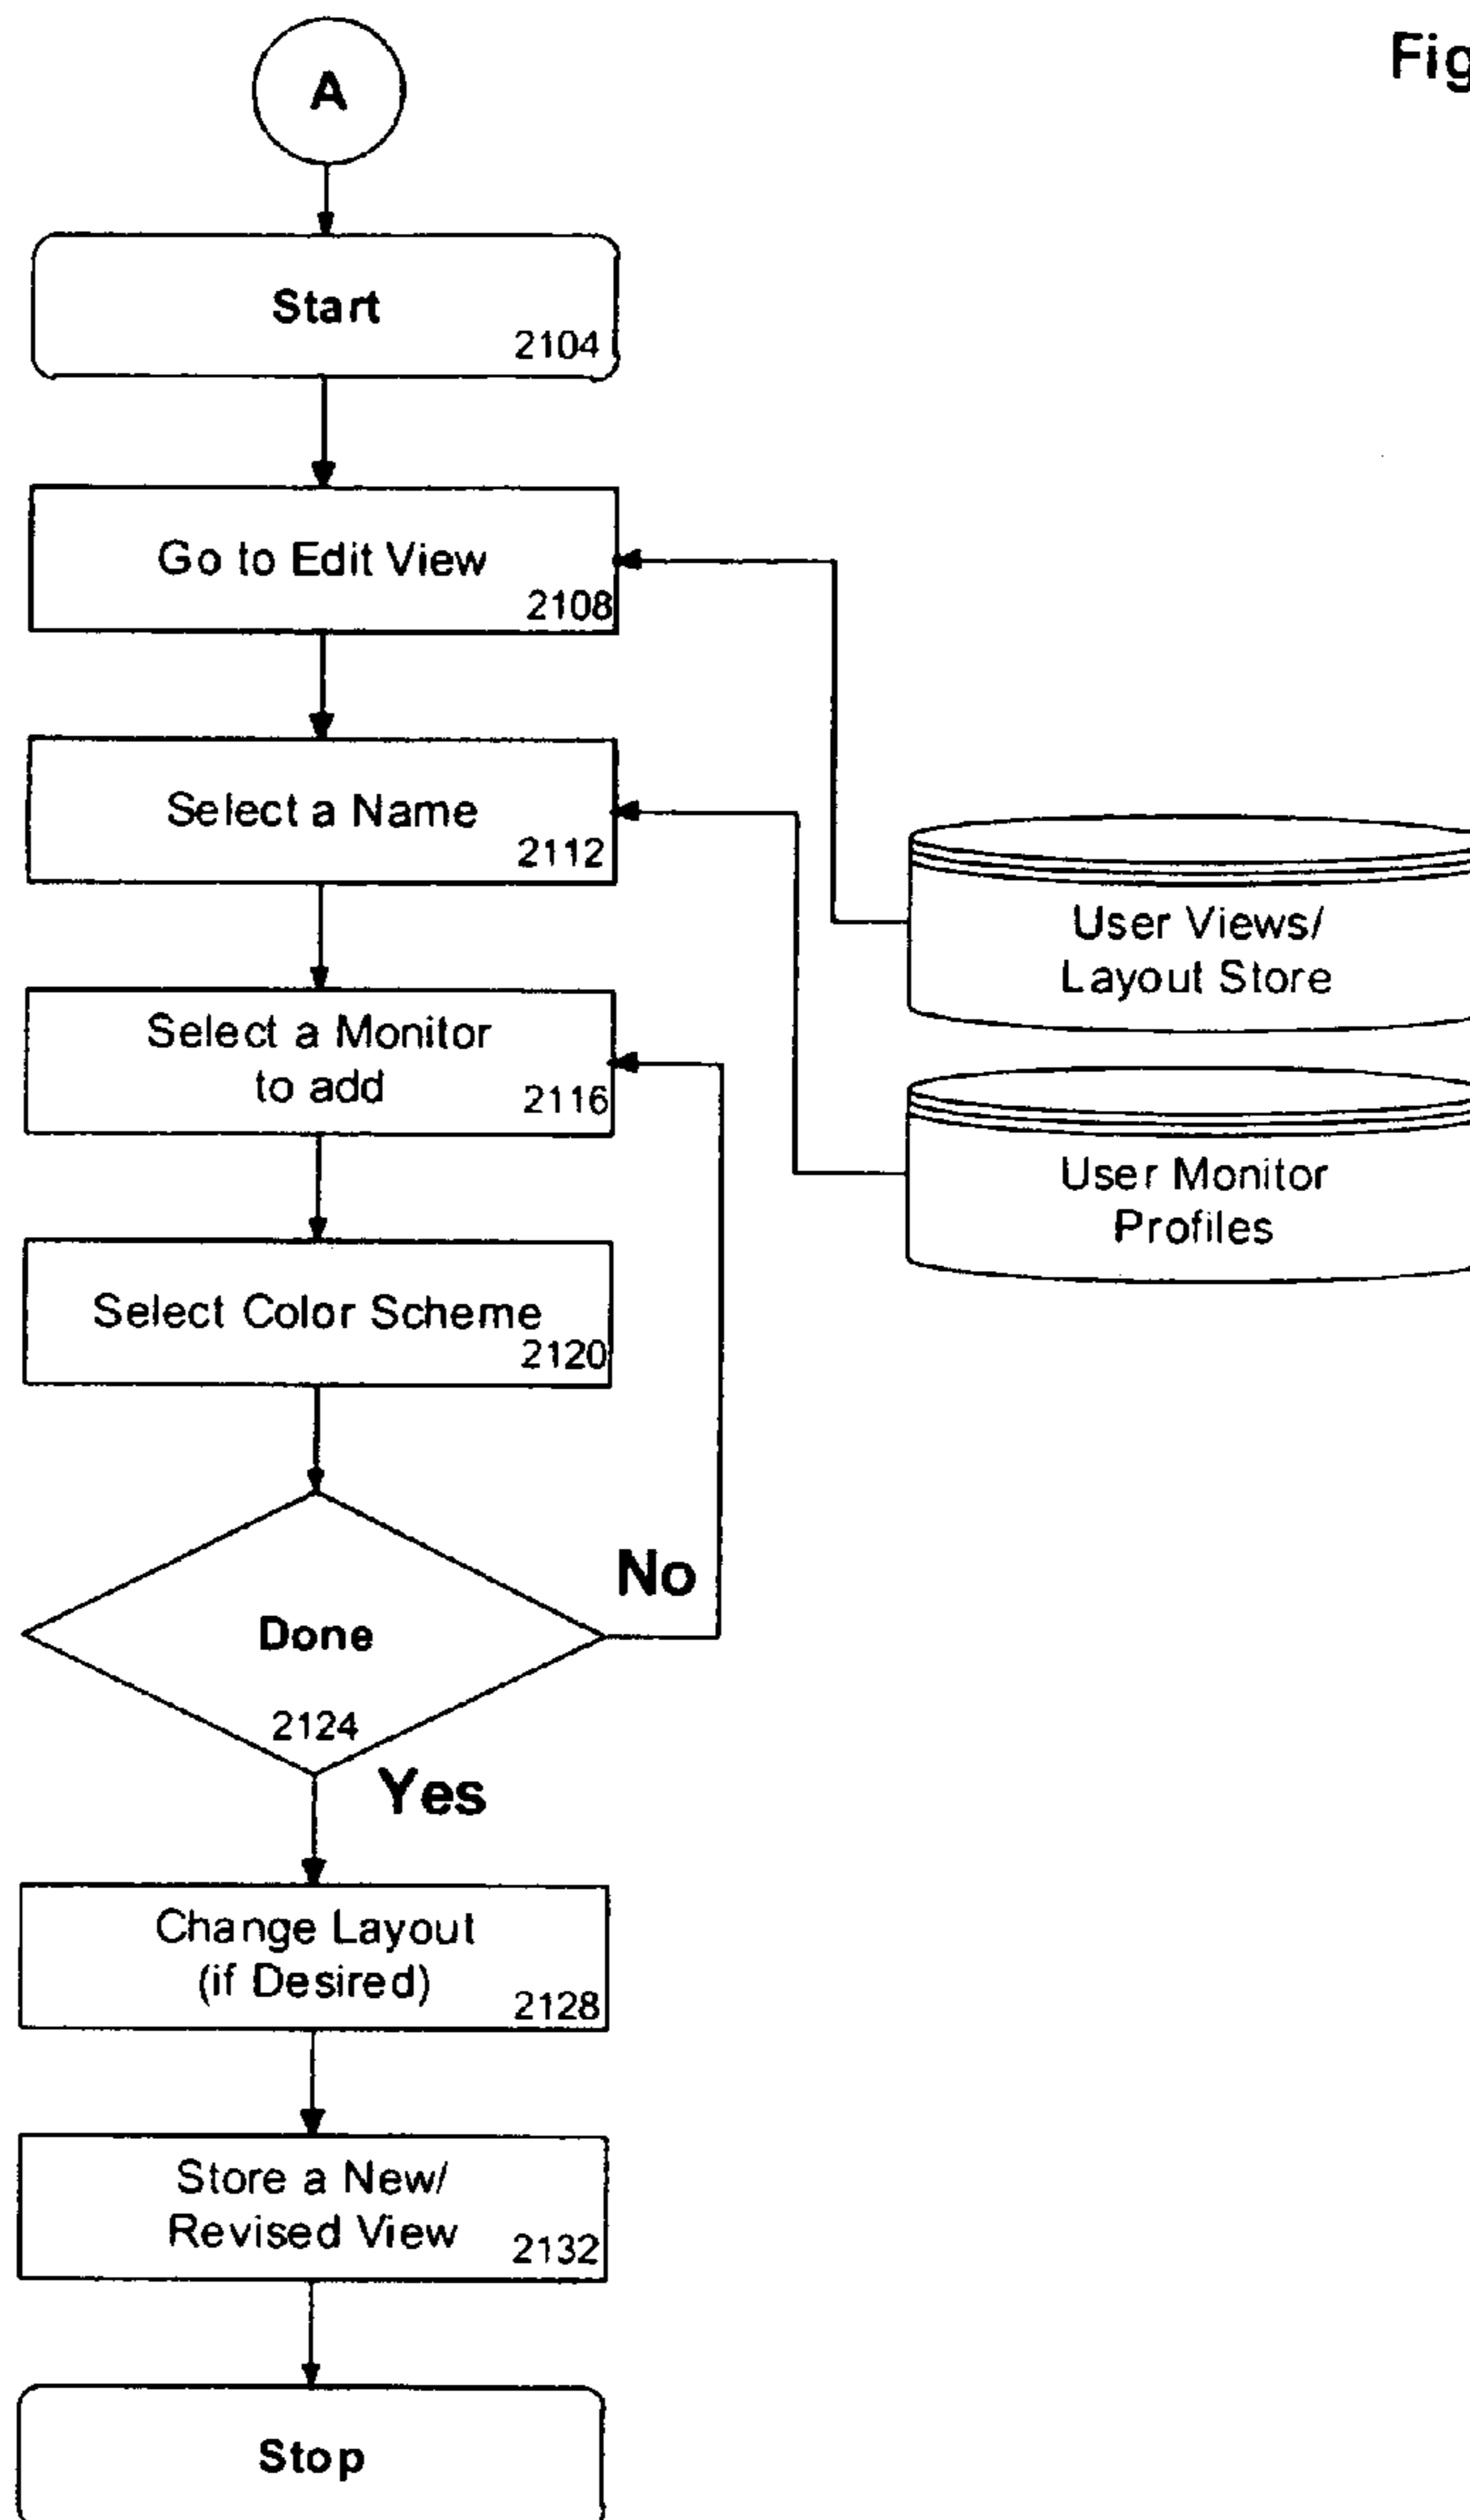 Fig
A
Start
2104
Go to Edit View
2108
Select a Name
2112
User Views/
Layout Store
Select a Monitor
to add
2116
User Monitor
Profiles
Select Color Scheme
2120
No
Done
2124
Yes
Change Layout
(if Desired)
2128
Store a New/
Revised View
2132
Stop